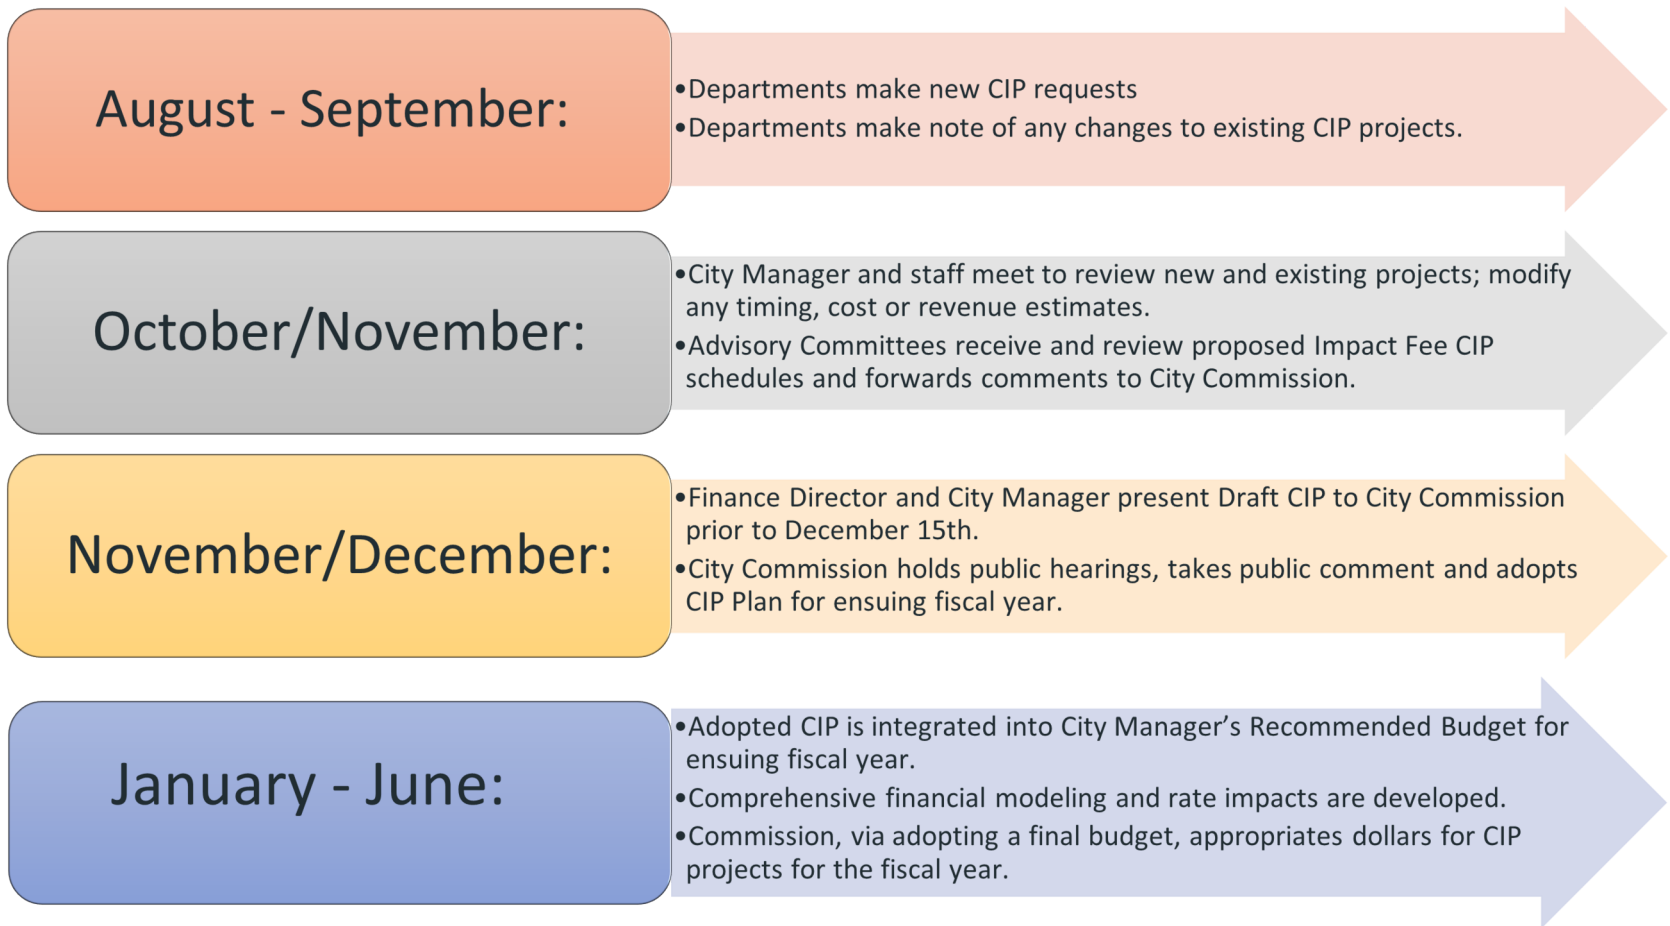 August - September:
•Departments make new CIP requests
•Departments make note of any changes to existing CIP projects.
October/November:
•City Manager and staff meet to review new and existing projects; modify
any timing, cost or revenue estimates.
•Advisory Committees receive and review proposed Impact Fee CIP
schedules and forwards comments to City Commission.
November/December:
•Finance Director and City Manager present Draft CIP to City Commission
prior to December 15th.
•City Commission holds public hearings, takes public comment and adopts
CIP Plan for ensuing fiscal year.
January - June:
•Adopted CIP is integrated into City Manager’s Recommended Budget for
ensuing fiscal year.
•Comprehensive financial modeling and rate impacts are developed.
•Commission, via adopting a final budget, appropriates dollars for CIP
projects for the fiscal year.